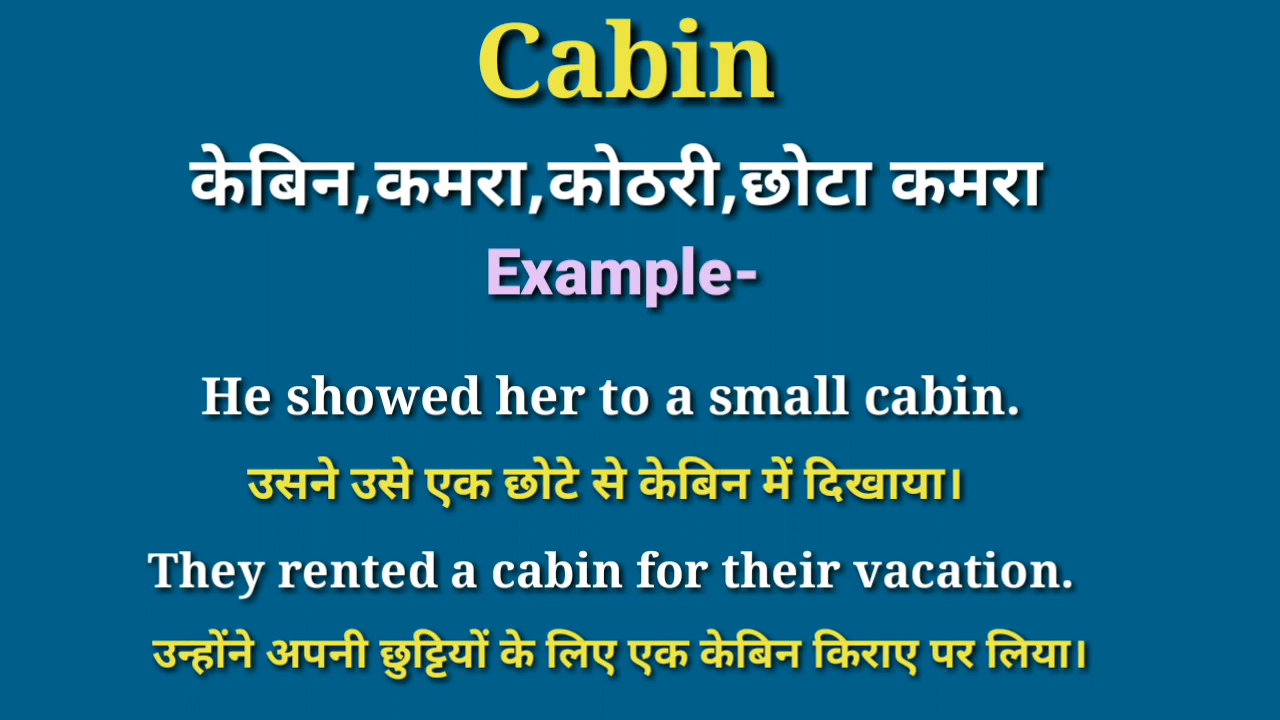 Cabin
केबिन,कमरा,कोठरी,छोटा कमरा
Example-
He showed her to a small cabin.
उसने उसे एक छोटे से केबिन में दिखाया।
They rented a cabin for their vacation.
उन्होंने अपनी छुट्टियों के लिए एक केबिन किराए पर लिया।